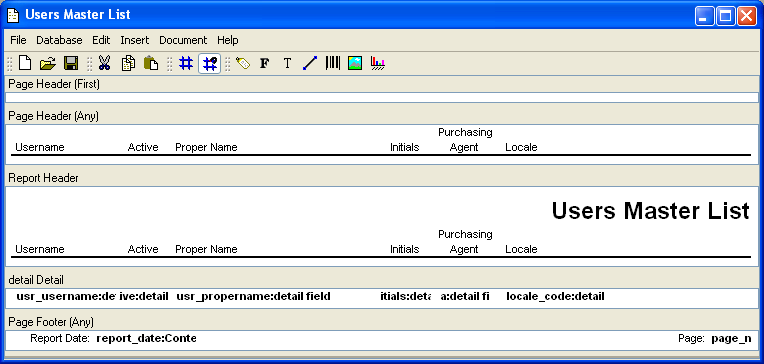 Users Master List
File Database Edit Insert Document Help
F T
Page Header (First)
Page Header (Any)
Purchasing
Username Active Proper Name Initials Agent Locale
Report Header
Users Master List
Purchasing
Username Active Proper Name Initials Agent Locale
detail Detail
usr_username:de ive:detail usr_propername:detail field itials:deta a:detail fi locale_code:detail
Page Footer (Any)
Report Date: report_date:Conte Page: page_n